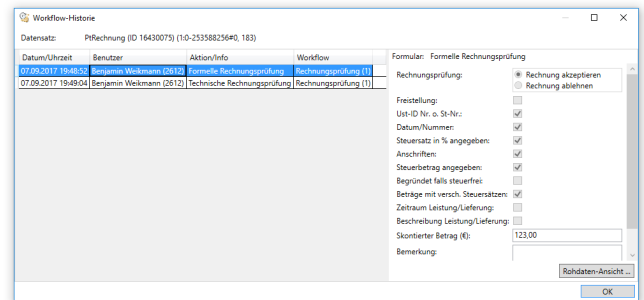 Workflow-Historie
Datensatz: PtRechnung (ID 16430075) (1:0-253588256#0, 183)
Datum/Uhrzeit Benutzer Aktion/Info Workflow
07.09.2017 19:48:52 Benjamin Weikmann (2612) Formelle Rechnungsprüfung Rechnungsprüfung (1)
07.09.2017 19:49:04 Benjamin Weikmann (2612) Technische Rechnungsprüfung Rechnungsprüfung (1)
Formular: Formelle Rechnungsprüfung
Rechnungsprüfung: Rechnung akzeptieren
Rechnung ablehnen
Freistellung:
Ust-ID Nr. o. St-Nr.:
Datum/Nummer:
Steuersatz in % angegeben:
Anschriften:
Steuerbetrag angegeben:
Begründet falls steuerfrei:
Beträge mit versch. Steuersätzen:
Zeitraum Leistung/Lieferung:
Beschreibung Leistung/Lieferung:
Skontierter Betrag (€): 123,00
Bemerkung:
Rohdaten-Ansicht ...
OK